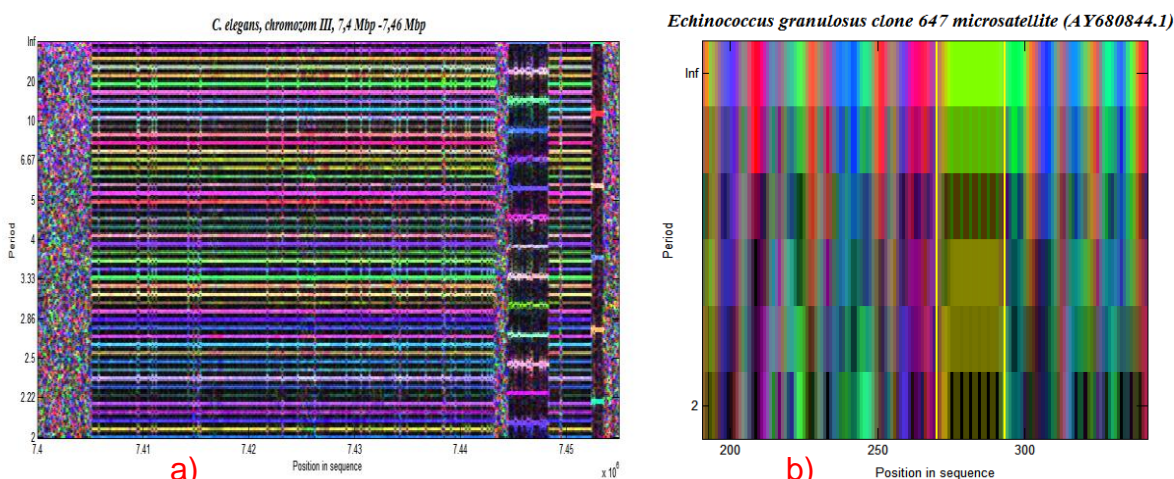 C. elegans, chromozom III, 7,4 Mbp -7,46 Mbp
Inf
20
10
6.67
5
4
3.33
2.86
2.5
2.22
2
Period
7.4
7.41
7.42
7.43
7.44
7.45
Position in sequence
x 10⁶
a)
Echinococcus granulosus clone 647 microsatellite (AY680844.1)
Inf
2
Period
200
250
300
Position in sequence
b)